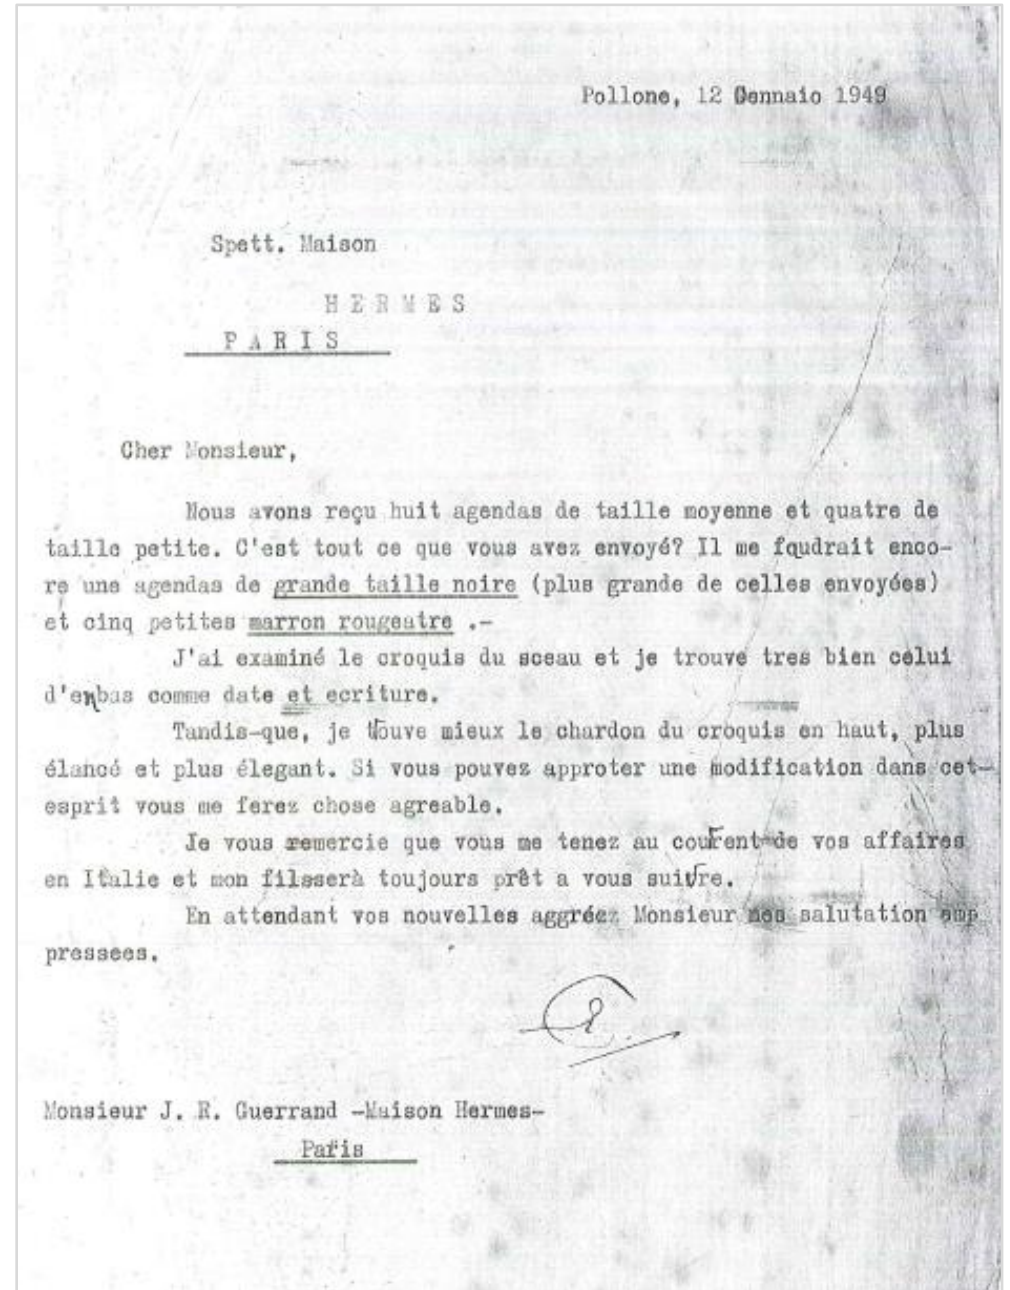 Pollone, 12 Gennaio 1949
Spett. Maison
HERMES
PARIS
Cher Monsieur,
Nous avons reçu huit agendas de taille moyenne et quatre de
taille petite. C'est tout ce que vous avez envoyé? Il me fqudrait enco-
re une agendas de grande taille noire (plus grande de celles envoyées)
et cinq petites marron rougeatre .-
J'ai examiné le croquis du sceau et je trouve tres bien celui
d'enbas comme date et ecriture.
Tandis-que, je trouve mieux le chardon du croquis en haut, plus
élancé et plus élegant. Si vous pouvez approter une modification dans cet-
esprit vous me ferez chose agreable.
Je vous remercie que vous me tenez au courent de vos affaires
en Italie et mon filsserà toujours prêt a vous suivre.
En attendant vos nouvelles aggréez Monsieur mes salutation emp
pressees.
Monsieur J. R. Guerrand -Maison Hermes-
Paris